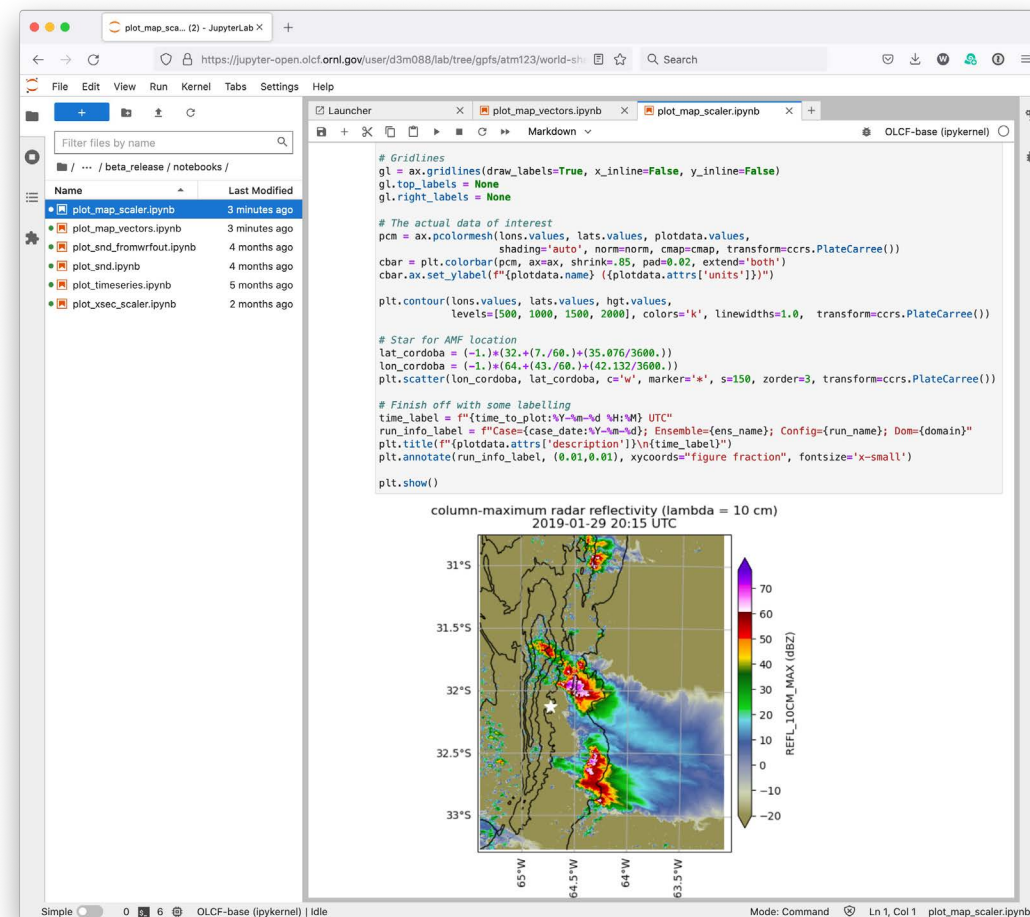 plot_map_sca... (2) - JupyterLab
https://jupyter-open.olcf.ornl.gov/user/d3m088/lab/tree/gpfs/atm123/world-sh
Search
File Edit View Run Kernel Tabs Settings Help
Filter files by name
/ ··· / beta_release / notebooks /
Name Last Modified
plot_map_scaler.ipynb 3 minutes ago
plot_map_vectors.ipynb 3 minutes ago
plot_snd_fromwrfout.ipynb 4 months ago
plot_snd.ipynb 4 months ago
plot_timeseries.ipynb 5 months ago
plot_xsec_scaler.ipynb 2 months ago
Launcher plot_map_vectors.ipynb plot_map_scaler.ipynb
Markdown OLCF-base (ipykernel)
# Gridlines
gl = ax.gridlines(draw_labels=True, x_inline=False, y_inline=False)
gl.top_labels = None
gl.right_labels = None
# The actual data of interest
pcm = ax.pcolormesh(lons.values, lats.values, plotdata.values,
shading='auto', norm=norm, cmap=cmap, transform=ccrs.PlateCarree())
cbar = plt.colorbar(pcm, ax=ax, shrink=.85, pad=0.02, extend='both')
cbar.ax.set_ylabel(f"{plotdata.name} ({plotdata.attrs['units']})")
plt.contour(lons.values, lats.values, hgt.values,
levels=[500, 1000, 1500, 2000], colors='k', linewidths=1.0, transform=ccrs.PlateCarree())
# Star for AMF location
lat_cordoba = (-1.)*(32.+(7./60.)+(35.076/3600.))
lon_cordoba = (-1.)*(64.+(43./60.)+(42.132/3600.))
plt.scatter(lon_cordoba, lat_cordoba, c='w', marker='*', s=150, zorder=3, transform=ccrs.PlateCarree())
# Finish off with some labelling
time_label = f"{time_to_plot:%Y-%m-%d %H:%M} UTC"
run_info_label = f"Case={case_date:%Y-%m-%d}; Ensemble={ens_name}; Config={run_name}; Dom={domain}"
plt.title(f"{plotdata.attrs['description']}\n{time_label}")
plt.annotate(run_info_label, (0.01,0.01), xycoords="figure fraction", fontsize='x-small')
plt.show()
column-maximum radar reflectivity (lambda = 10 cm)
2019-01-29 20:15 UTC
31°S
31.5°S
32°S
32.5°S
33°S
65°W
64.5°W
64°W
63.5°W
70
60
50
40
30
20
10
0
−10
−20
REFL_10CM_MAX (dBZ)
Simple 0 6 OLCF-base (ipykernel) | Idle Mode: Command Ln 1, Col 1 plot_map_scaler.ipynb